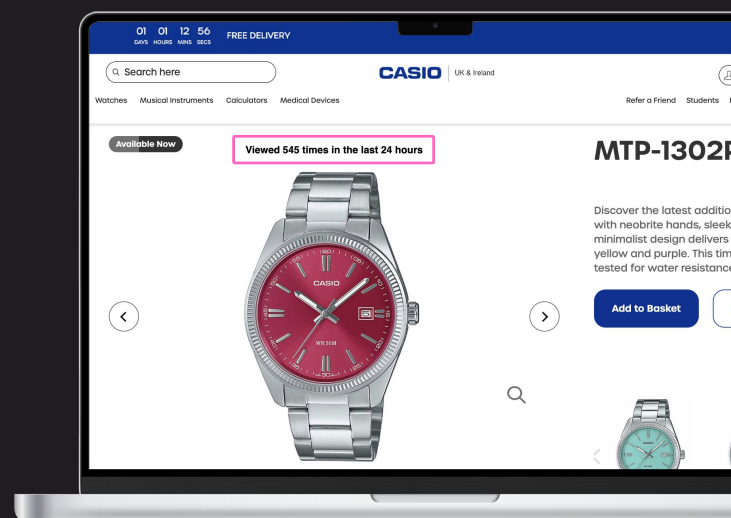 01 01 12 56
DAYS HOURS MINS SECS
FREE DELIVERY
Search here
CASIO
UK & Ireland
Watches Musical Instruments Calculators Medical Devices
Refer a Friend Students
Available Now
Viewed 545 times in the last 24 hours
MTP-1302
Discover the latest additio
with neobrite hands, sleek
minimalist design delivers
yellow and purple. This tim
tested for water resistance
Add to Basket
CASIO
WR 50M